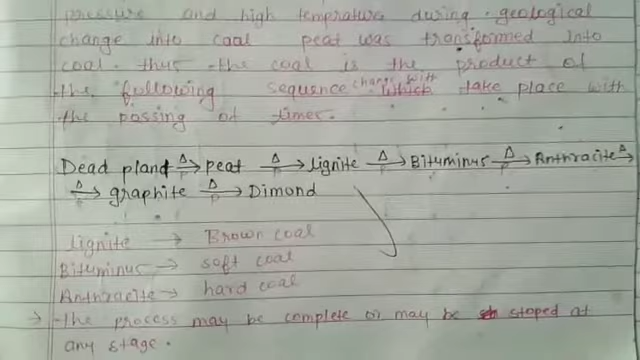 pressure and high temprature during geological
change into coal peat was transformed into
coal. thus the coal is the product of
the following sequence change with which take place with
the passing of timer.
Dead plant Δ/P→ peat Δ/P→ lignite Δ/P→ Bituminus Δ/P→ Anthracite Δ→
Δ/P→ graphite Δ/P→ Dimond
lignite → Brown coal
Bituminus → soft coal
Anthracite → hard coal
→ the process may be complete or may be stoped at
any stage.